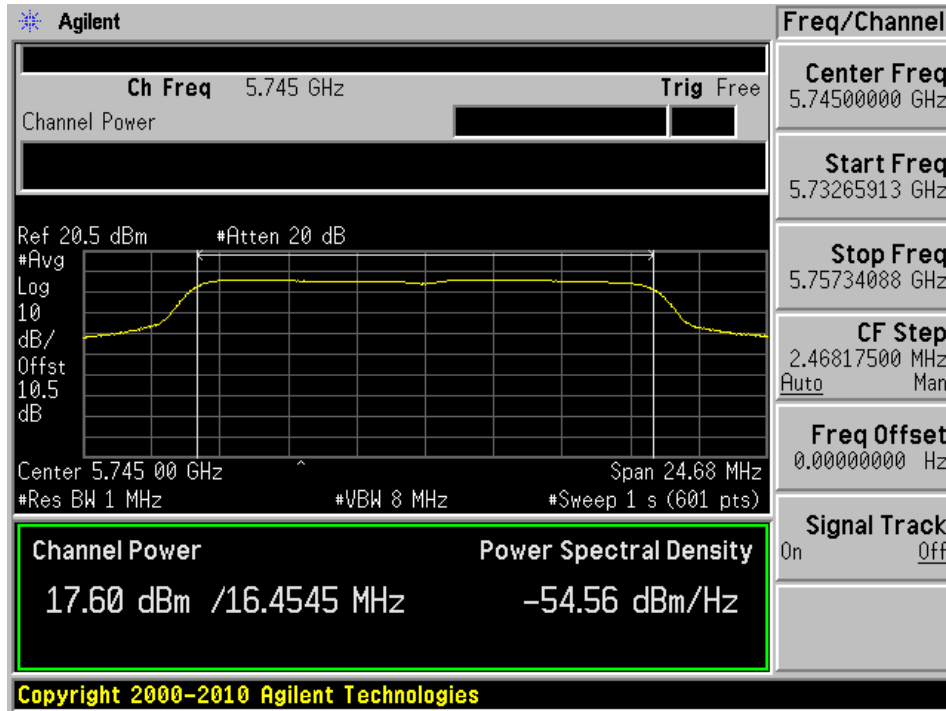 Agilent
Freq/Channel
Ch Freq 5.745 GHz Trig Free
Channel Power
Center Freq
5.74500000 GHz
Start Freq
5.73265913 GHz
Stop Freq
5.75734088 GHz
CF Step
2.46817500 MHz
Auto Man
Freq Offset
0.00000000 Hz
Signal Track
On Off
Ref 20.5 dBm #Atten 20 dB
#Avg
Log
10
dB/
Offst
10.5
dB
Center 5.745 00 GHz Span 24.68 MHz
#Res BW 1 MHz #VBW 8 MHz #Sweep 1 s (601 pts)
Channel Power Power Spectral Density
17.60 dBm /16.4545 MHz -54.56 dBm/Hz
Copyright 2000-2010 Agilent Technologies